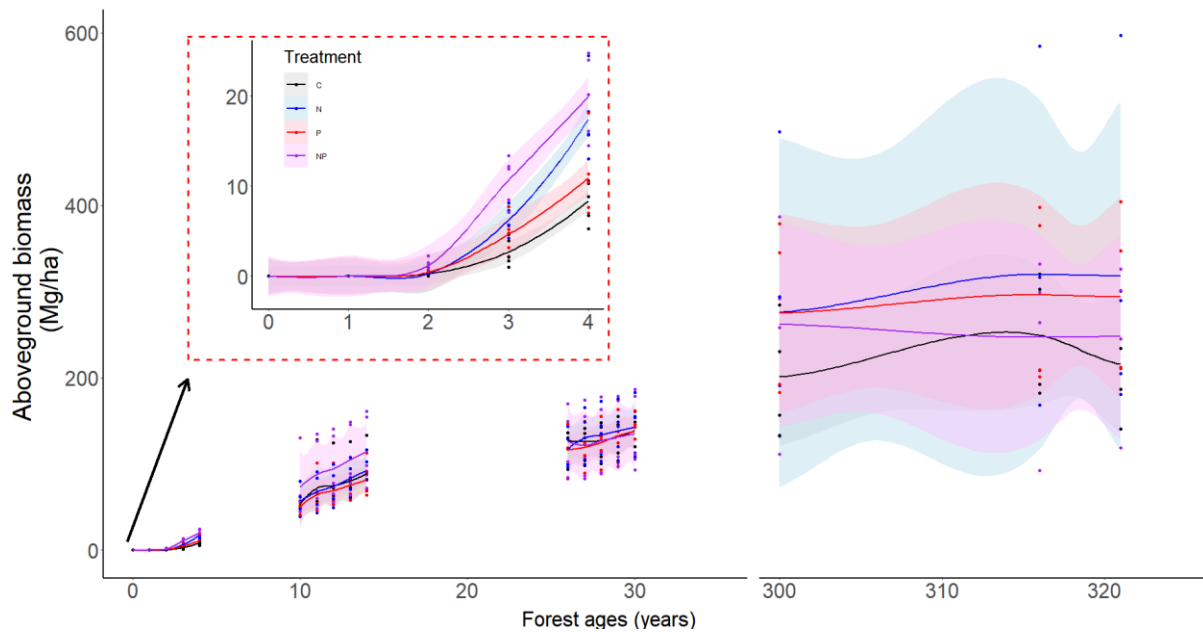 Aboveground biomass
(Mg/ha)
600
400
200
0
Treatment
C
N
P
NP
20
10
0
0 1 2 3 4
0 10 20 30 300 310 320
Forest ages (years)